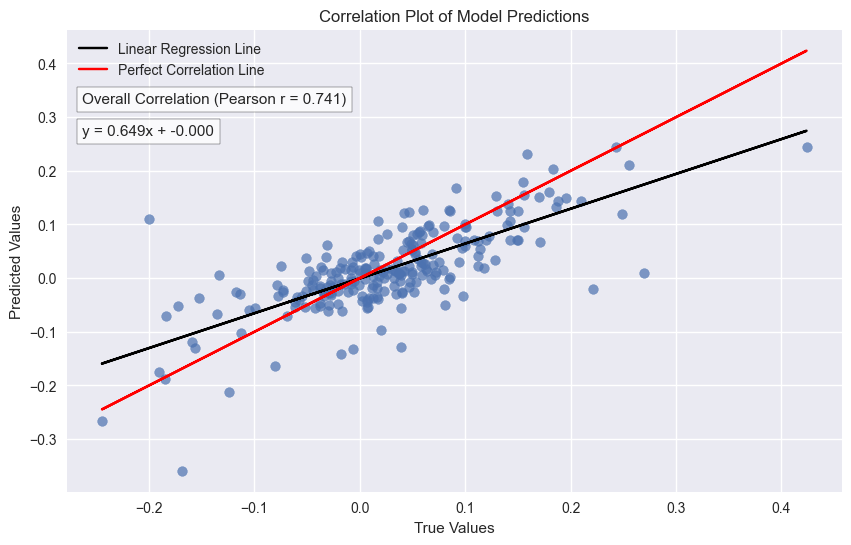 Correlation Plot of Model Predictions
Linear Regression Line
Perfect Correlation Line
Overall Correlation (Pearson r = 0.741)
y = 0.649x + -0.000
Predicted Values
0.4
0.3
0.2
0.1
0.0
−0.1
−0.2
−0.3
−0.2
−0.1
0.0
0.1
0.2
0.3
0.4
True Values